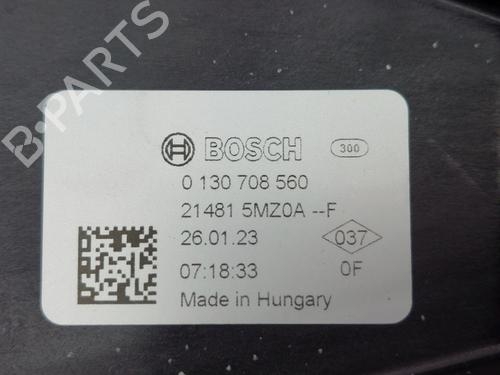 B-PARTS
BOSCH 300
0 130 708 560
21481 5MZ0A --F
26.01.23 037
07:18:33 0F
Made in Hungary